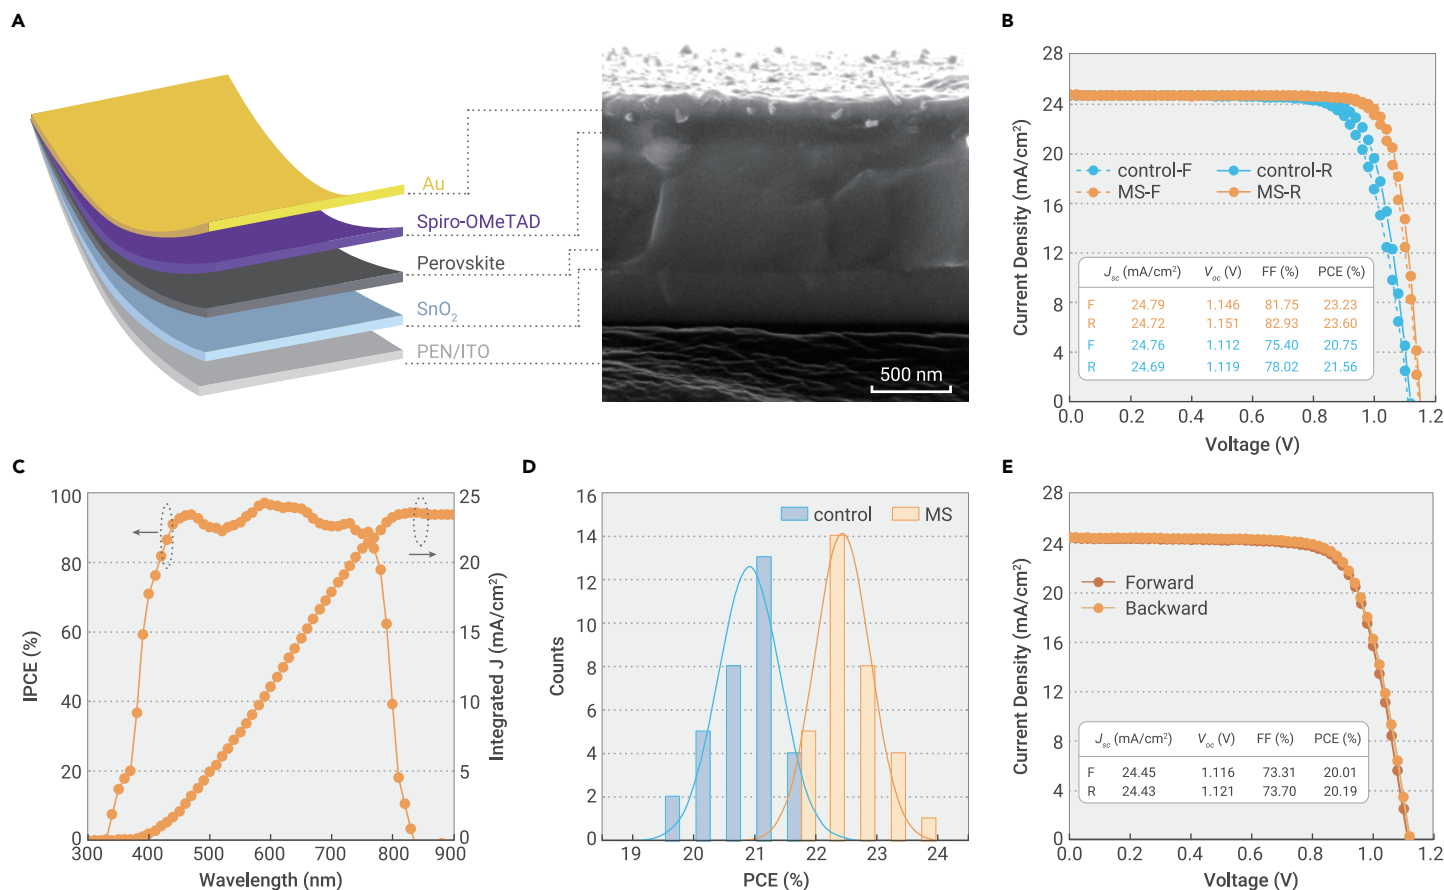 A
Au
Spiro-OMeTAD
Perovskite
SnO₂
PEN/ITO
500 nm
B
28
24
20
16
12
8
4
0
Current Density (mA/cm²)
control-F control-R
MS-F MS-R
Jsc (mA/cm²) Voc (V) FF (%) PCE (%)
F 24.79 1.146 81.75 23.23
R 24.72 1.151 82.93 23.60
F 24.76 1.112 75.40 20.75
R 24.69 1.119 78.02 21.56
0.0 0.2 0.4 0.6 0.8 1.0 1.2
Voltage (V)
C
100
80
60
40
20
0
IPCE (%)
25
20
15
10
5
0
Integrated J (mA/cm²)
300 400 500 600 700 800 900
Wavelength (nm)
D
16
14
12
10
8
6
4
2
0
Counts
control MS
19 20 21 22 23 24
PCE (%)
E
28
24
20
16
12
8
4
0
Current Density (mA/cm²)
Forward
Backward
Jsc (mA/cm²) Voc (V) FF (%) PCE (%)
F 24.45 1.116 73.31 20.01
R 24.43 1.121 73.70 20.19
0.0 0.2 0.4 0.6 0.8 1.0 1.2
Voltage (V)